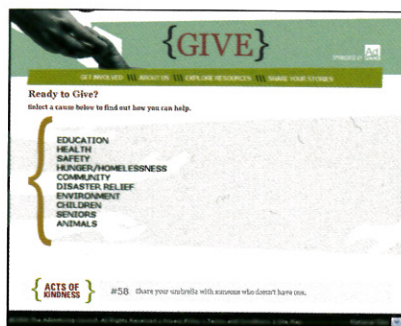 {GIVE}
Ad
GET INVOLVED \\\ ABOUT US \\\ EXPLORE RESOURCES \\\ SHARE YOUR STORIES
Ready to Give?
Select a cause below to find out how you can help.
EDUCATION
HEALTH
SAFETY
HUNGER/HOMELESSNESS
COMMUNITY
DISASTER RELIEF
ENVIRONMENT
CHILDREN
SENIORS
ANIMALS
{ACTS OF KINDNESS}
#58 Share your umbrella with someone who doesn't have one.